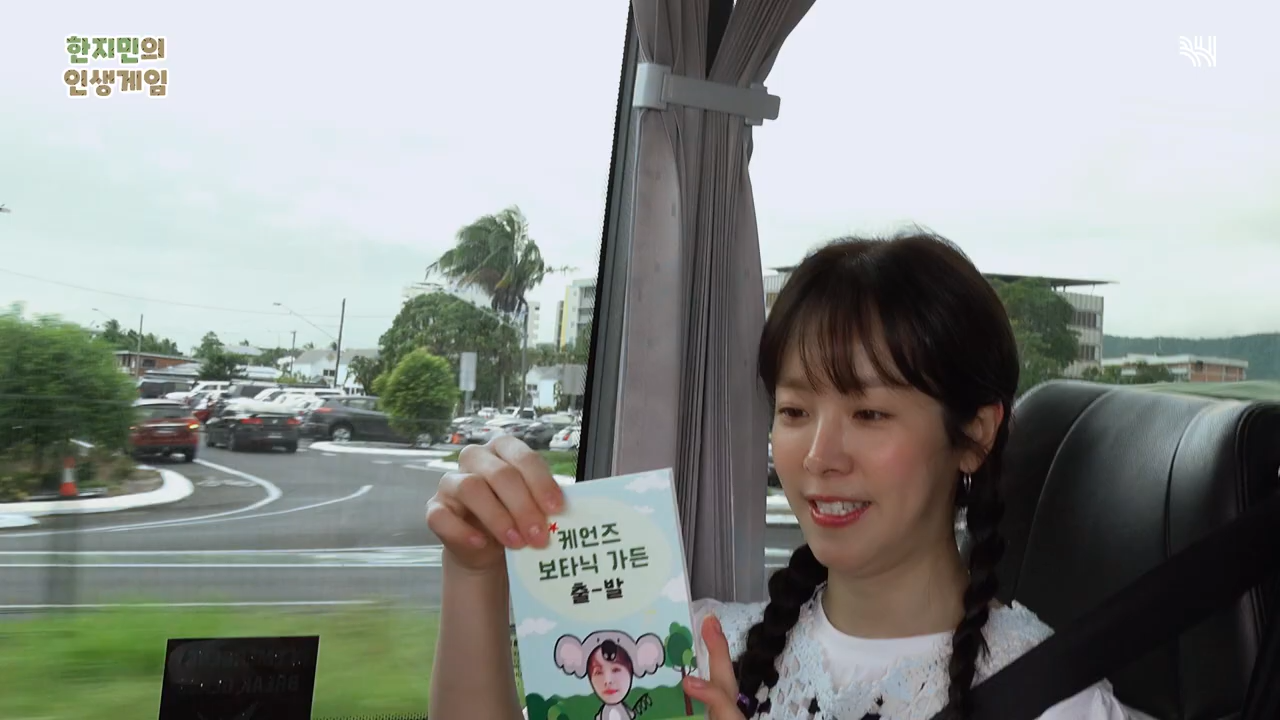 한지민의
인생게임
케언즈
보타닉 가든
출-발